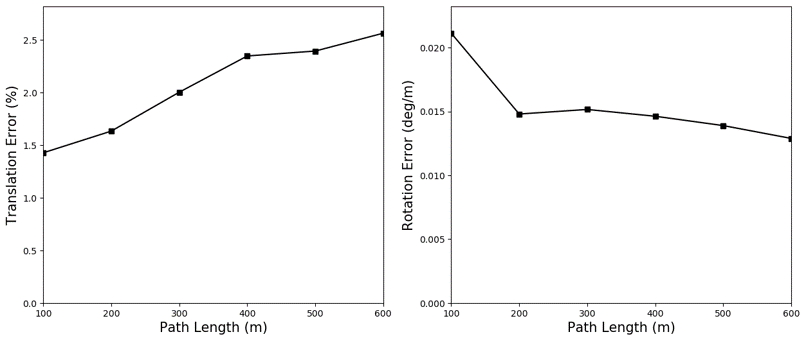 2.5
2.0
1.5
1.0
0.5
0.0
Translation Error (%)
100 200 300 400 500 600
Path Length (m)
0.020
0.015
0.010
0.005
0.000
Rotation Error (deg/m)
100 200 300 400 500 600
Path Length (m)